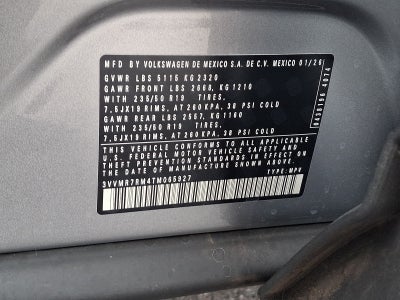 MFD BY VOLKSWAGEN DE MEXICO S.A. DE C.V. MEXICO 01/26
GVWR LBS 5115 KG 2320
GAWR FRONT LBS 2668, KG 1210
WITH 235/50 R19 TIRES,
7,5JX19 RIMS, AT 260 KPA, 38 PSI COLD
GAWR REAR LBS 2557, KG 1160
WITH 235/50 R19 TIRES,
7,5JX19 RIMS, AT 260 KPA, 38 PSI COLD
THIS VEHICLE CONFORMS TO ALL APPLICABLE
U.S. FEDERAL MOTOR VEHICLE SAFETY AND
THEFT PREVENTION STANDARDS IN EFFECT ON THE
DATE OF MANUFACTURE SHOWN ABOVE.
3VVMR7RM4TM065927 TYPE: MPV